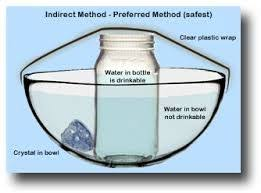 Indirect Method - Preferred Method (safest)
Clear plastic wrap
Water in bottle
is drinkable
Water in bowl
not drinkable
Crystal in bowl